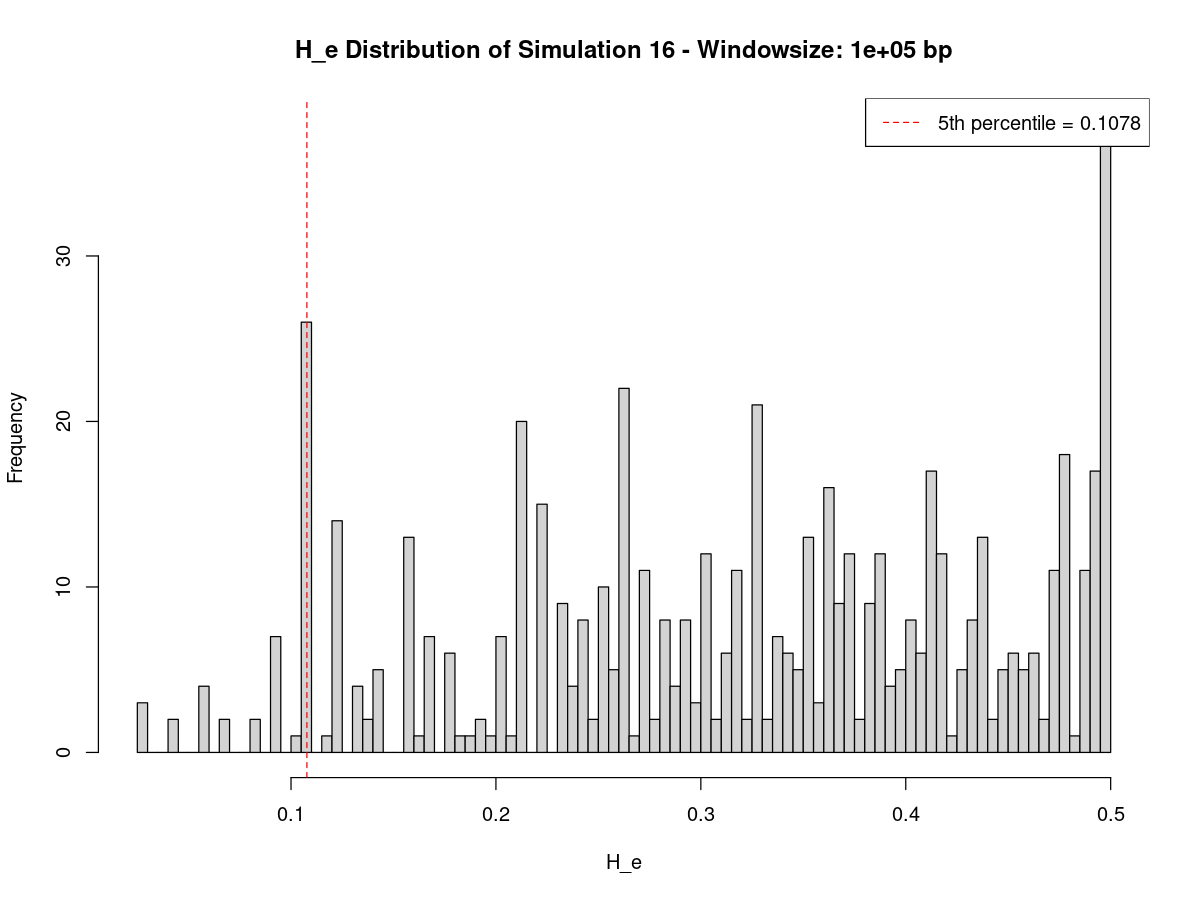 H_e Distribution of Simulation 16 - Windowsize: 1e+05 bp
5th percentile = 0.1078
Frequency
30
20
10
0
0.1 0.2 0.3 0.4 0.5
H_e